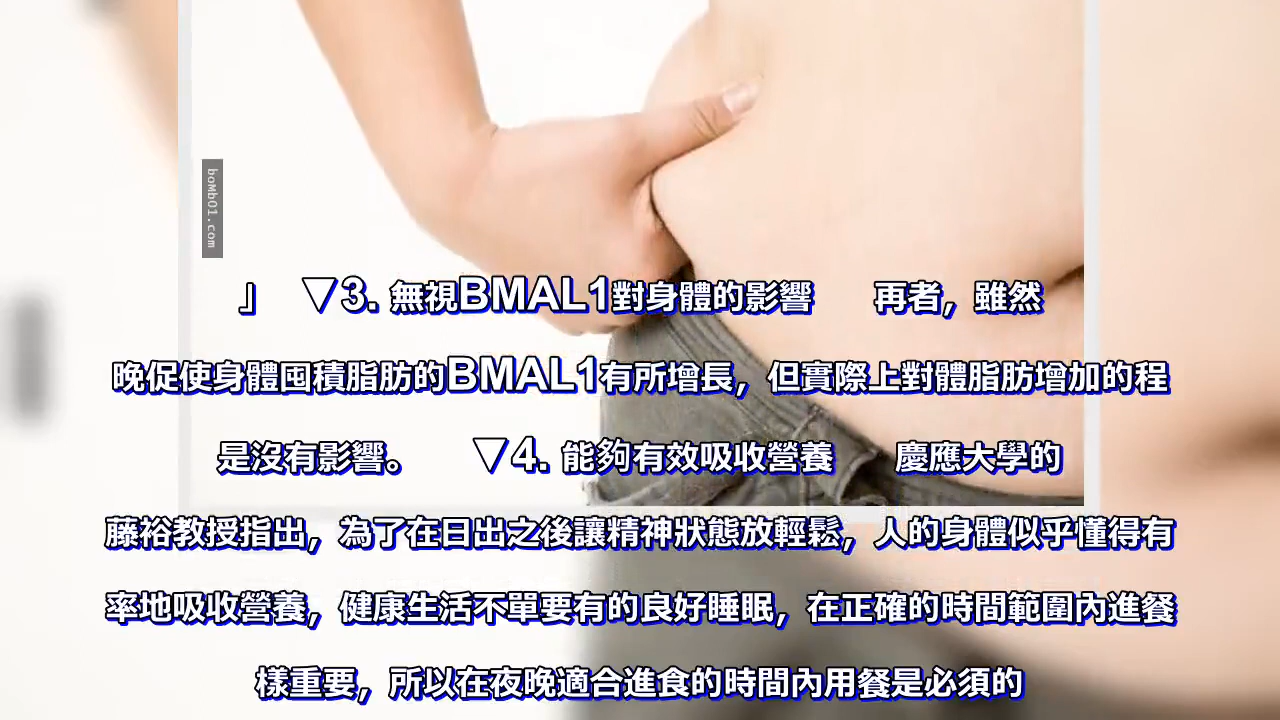 boMb01.com
」 ▼3. 無視BMAL1對身體的影響 再者，雖然
晚促使身體囤積脂肪的BMAL1有所增長，但實際上對體脂肪增加的程
是沒有影響。 ▼4. 能夠有效吸收營養 慶應大學的
藤裕教授指出，為了在日出之後讓精神狀態放輕鬆，人的身體似乎懂得有
率地吸收營養，健康生活不單要有的良好睡眠，在正確的時間範圍內進餐
樣重要，所以在夜晚適合進食的時間內用餐是必須的